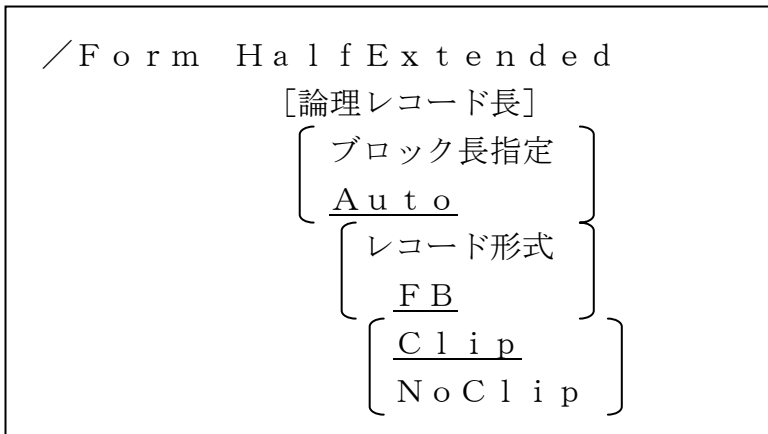 ／Ｆｏｒｍ　ＨａｌｆＥｘｔｅｎｄｅｄ
［論理レコード長］
ブロック長指定
Ａｕｔｏ
レコード形式
ＦＢ
Ｃｌｉｐ
ＮｏＣｌｉｐ